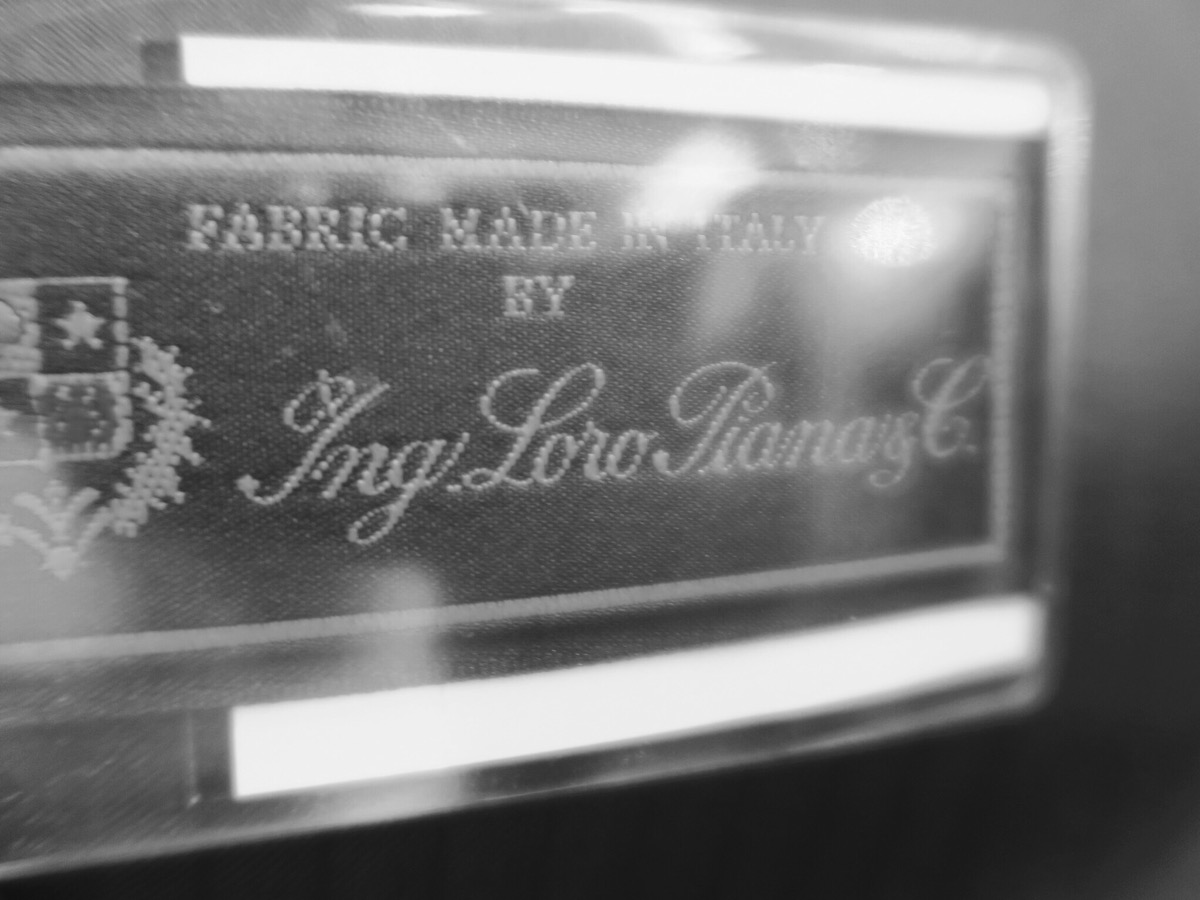 FABRIC MADE IN ITALY
BY
Ing. Loro Piana & C.